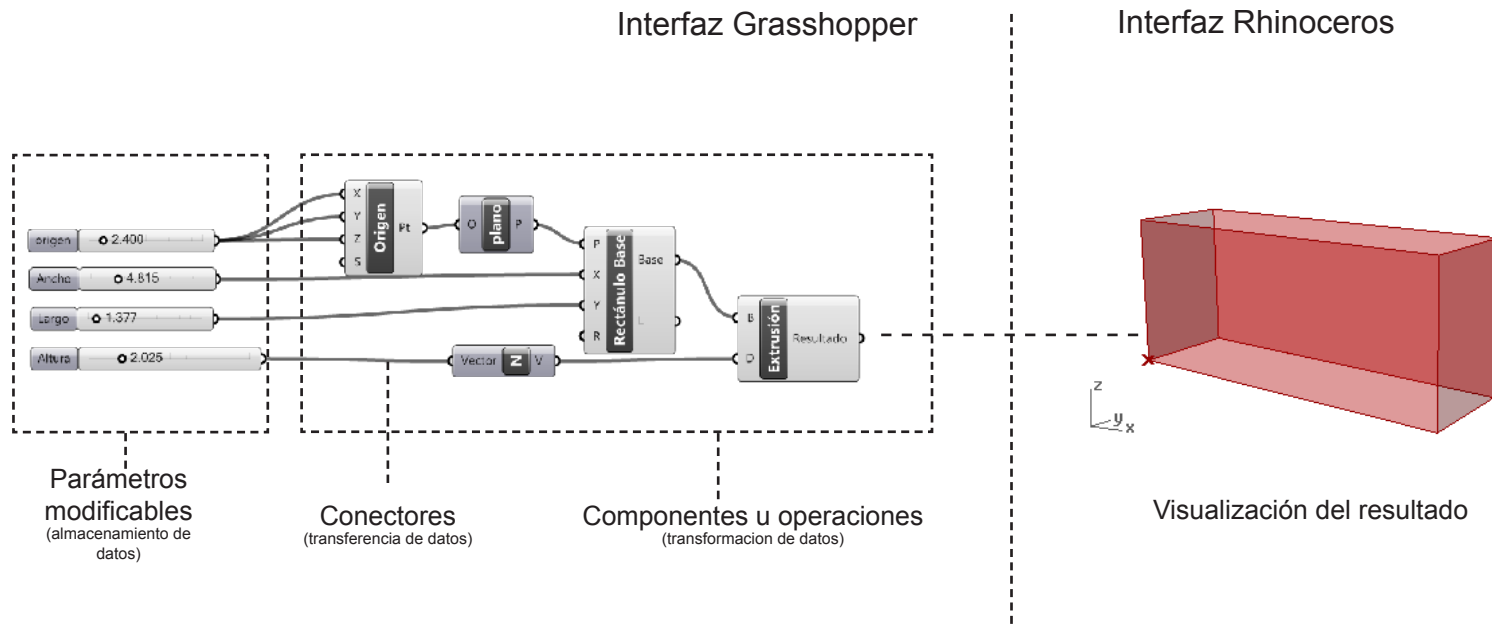 Interfaz Grasshopper
Interfaz Rhinoceros
origen 2.400
Ancho 4.815
Largo 1.377
Altura 2.025
X
Y
Z
S
Origen
Pt
O plano P
P
X
Y
R
Rectánulo Base
Base
L
Vector N V
B
D
Extrusión
Resultado
x
z
y
x
Parámetros
modificables
(almacenamiento de
datos)
Conectores
(transferencia de datos)
Componentes u operaciones
(transformacion de datos)
Visualización del resultado